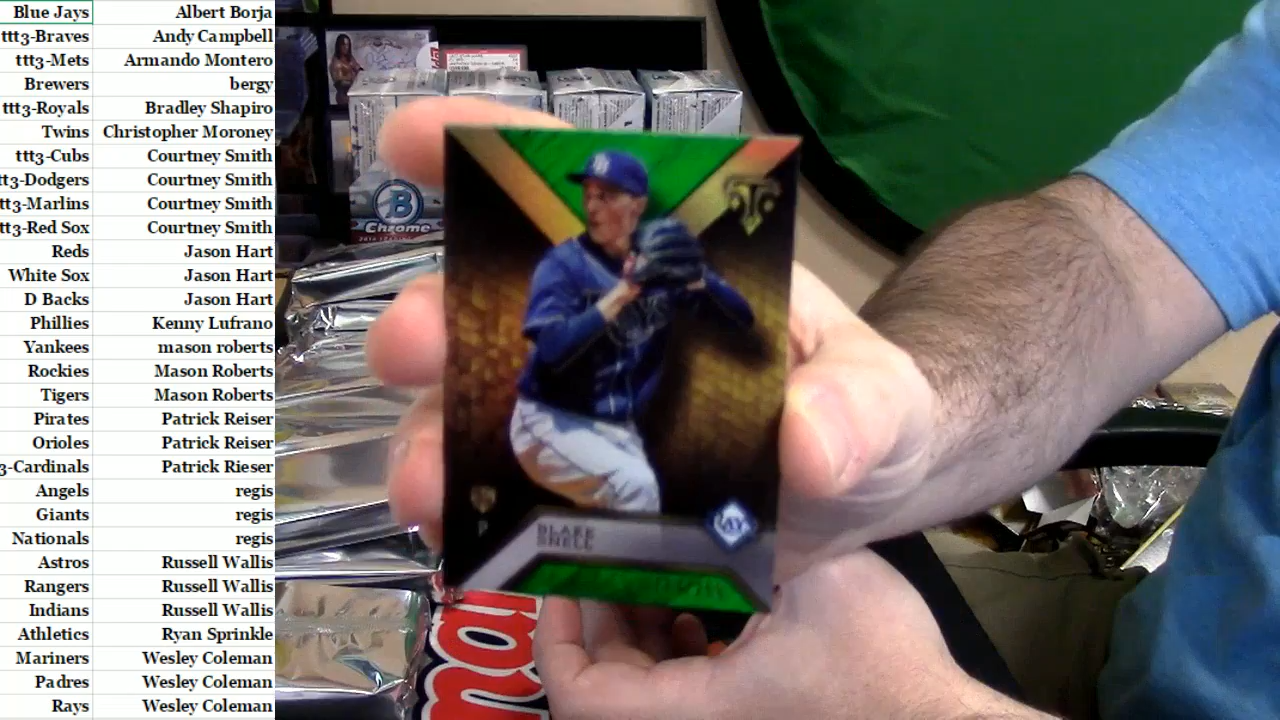 Blue Jays Albert Borja
ttt3-Braves Andy Campbell
ttt3-Mets Armando Montero
Brewers bergy
ttt3-Royals Bradley Shapiro
Twins Christopher Moroney
ttt3-Cubs Courtney Smith
tt3-Dodgers Courtney Smith
ttt3-Marlins Courtney Smith
tt3-Red Sox Courtney Smith
Reds Jason Hart
White Sox Jason Hart
D Backs Jason Hart
Phillies Kenny Lufrano
Yankees mason roberts
Rockies Mason Roberts
Tigers Mason Roberts
Pirates Patrick Reiser
Orioles Patrick Reiser
3-Cardinals Patrick Rieser
Angels regis
Giants regis
Nationals regis
Astros Russell Wallis
Rangers Russell Wallis
Indians Russell Wallis
Athletics Ryan Sprinkle
Mariners Wesley Coleman
Padres Wesley Coleman
Rays Wesley Coleman
B
Chrome
TB
BLAKE
SNELL
RAYS
P